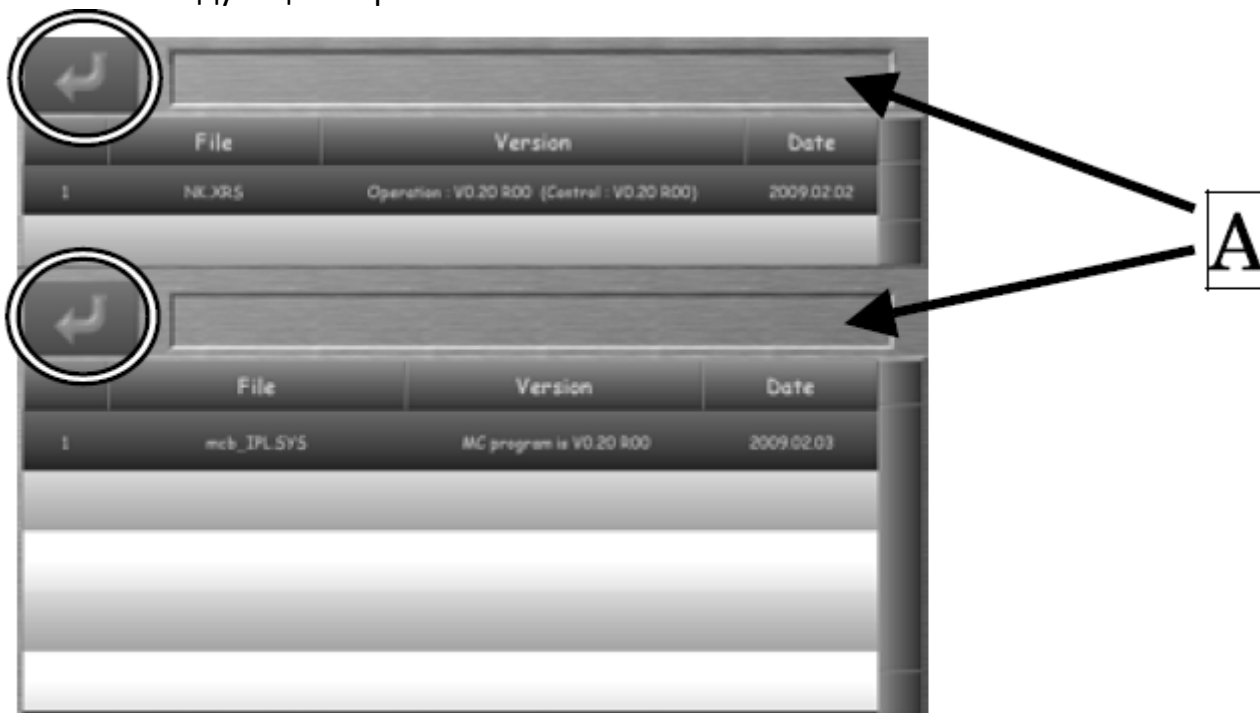 File Version Date
1 NK.XRS Operation : V0.20 R00 (Control : V0.20 R00) 2009.02.02
A
File Version Date
1 mcb_IPL.SYS MC program is V0.20 R00 2009.02.03